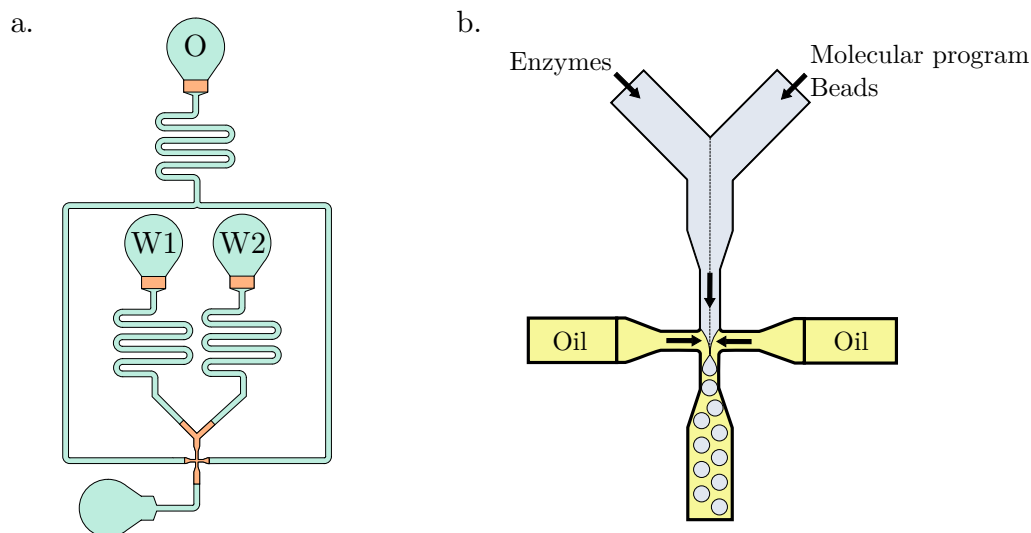 a.
O
W1
W2
b.
Enzymes
Molecular program
Beads
Oil
Oil